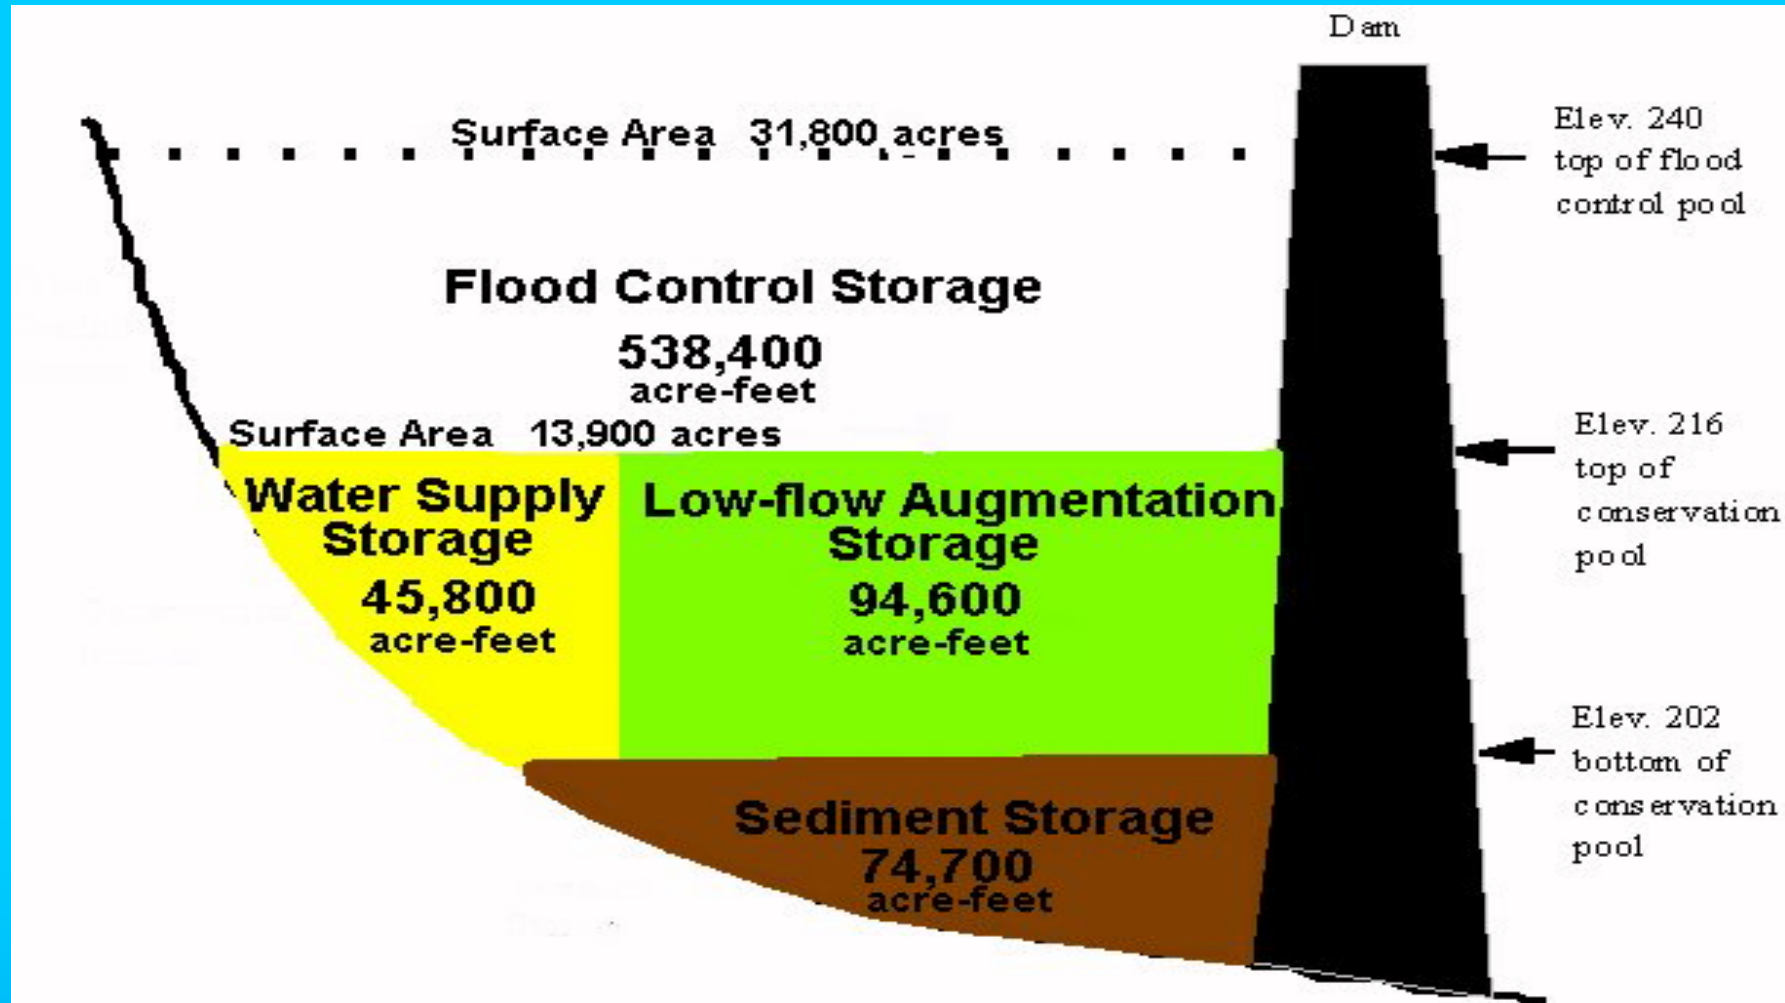 Dam
Surface Area 31,800 acres
Elev. 240
top of flood
control pool
Flood Control Storage
538,400
acre-feet
Surface Area 13,900 acres
Elev. 216
top of
conservation
pool
Water Supply
Storage
45,800
acre-feet
Low-flow Augmentation
Storage
94,600
acre-feet
Elev. 202
bottom of
conservation
pool
Sediment Storage
74,700
acre-feet